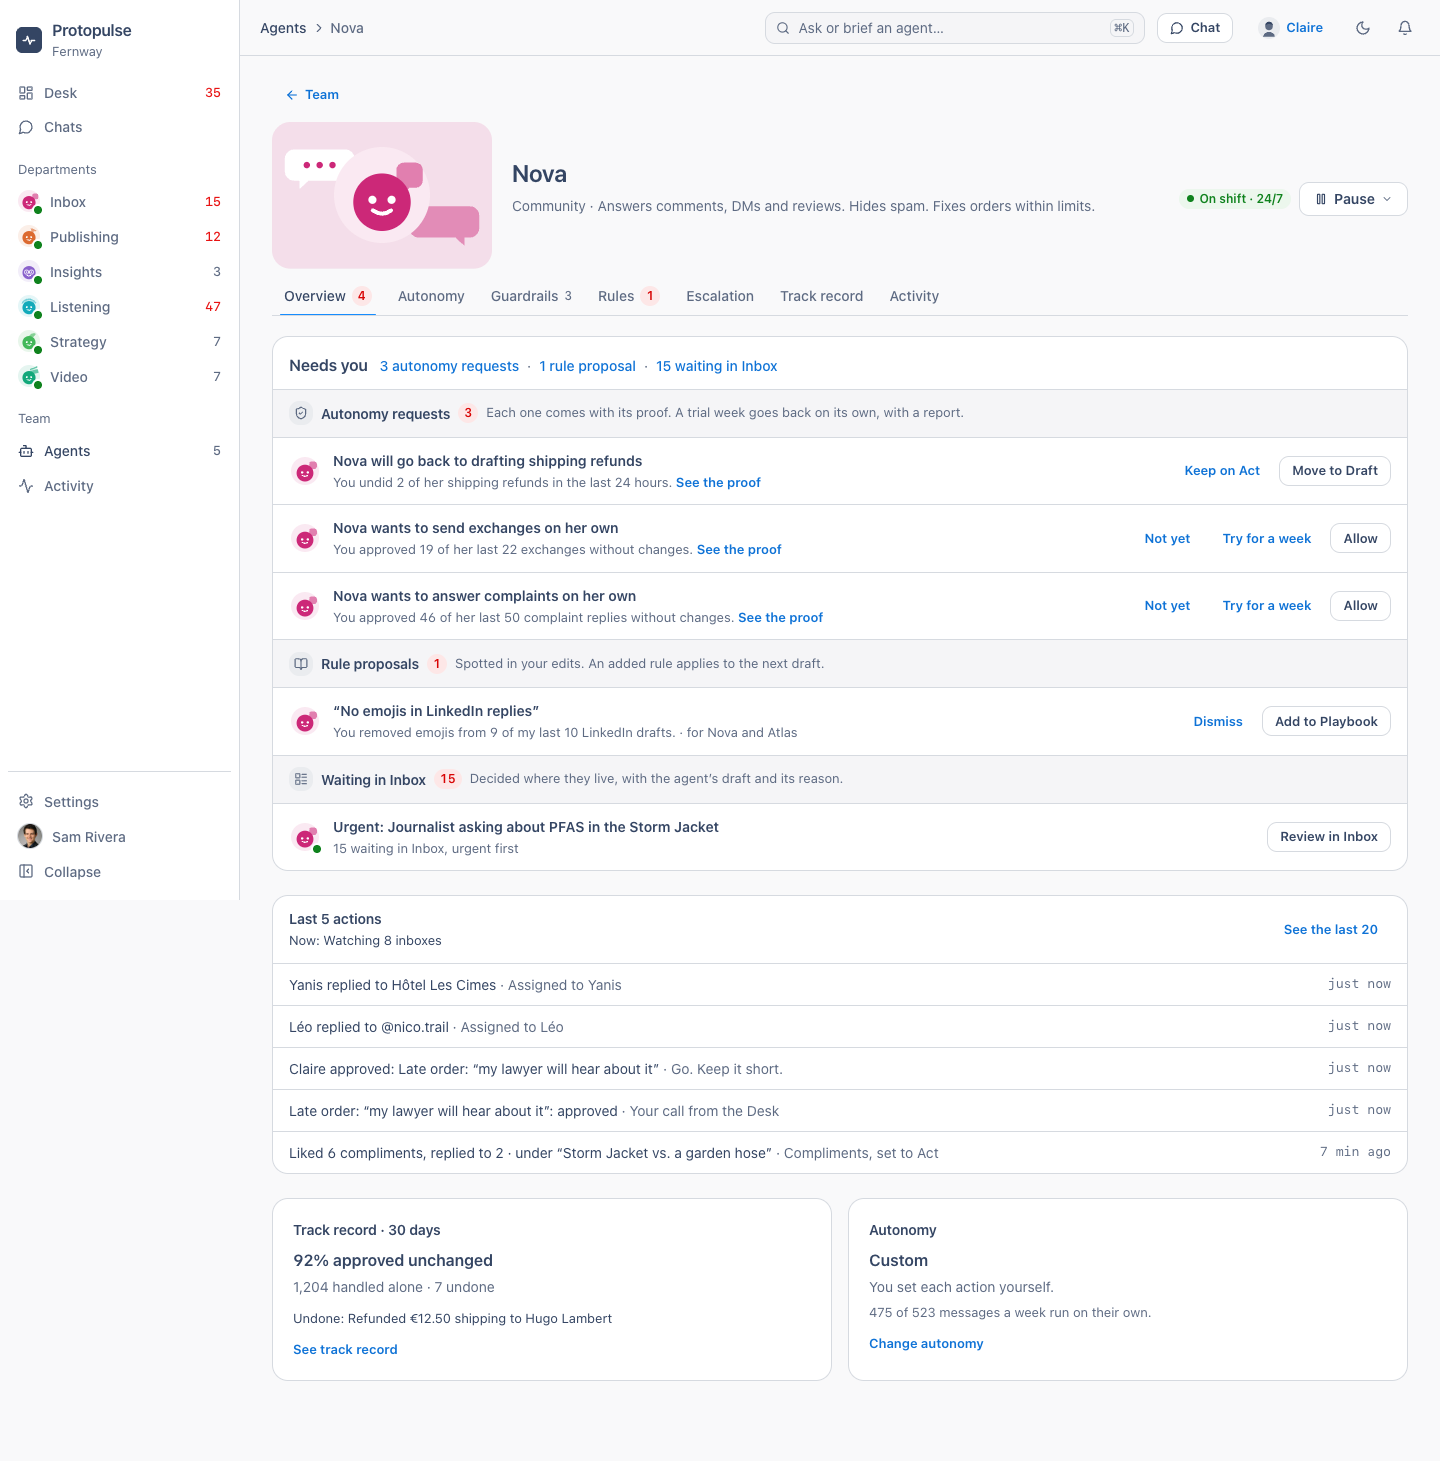 Protopulse
Fernway
Agents > Nova
Ask or brief an agent…
⌘K
Chat
Claire
Desk 35
Chats
Departments
Inbox 15
Publishing 12
Insights 3
Listening 47
Strategy 7
Video 7
Team
Agents 5
Activity
Settings
Sam Rivera
Collapse
← Team
Nova
Community · Answers comments, DMs and reviews. Hides spam. Fixes orders within limits.
On shift · 24/7
Pause
Overview 4
Autonomy
Guardrails 3
Rules 1
Escalation
Track record
Activity
Needs you 3 autonomy requests · 1 rule proposal · 15 waiting in Inbox
Autonomy requests 3 Each one comes with its proof. A trial week goes back on its own, with a report.
Nova will go back to drafting shipping refunds
You undid 2 of her shipping refunds in the last 24 hours. See the proof
Keep on Act
Move to Draft
Nova wants to send exchanges on her own
You approved 19 of her last 22 exchanges without changes. See the proof
Not yet
Try for a week
Allow
Nova wants to answer complaints on her own
You approved 46 of her last 50 complaint replies without changes. See the proof
Not yet
Try for a week
Allow
Rule proposals 1 Spotted in your edits. An added rule applies to the next draft.
“No emojis in LinkedIn replies”
You removed emojis from 9 of my last 10 LinkedIn drafts. · for Nova and Atlas
Dismiss
Add to Playbook
Waiting in Inbox 15 Decided where they live, with the agent’s draft and its reason.
Urgent: Journalist asking about PFAS in the Storm Jacket
15 waiting in Inbox, urgent first
Review in Inbox
Last 5 actions
Now: Watching 8 inboxes
See the last 20
Yanis replied to Hôtel Les Cimes · Assigned to Yanis just now
Léo replied to @nico.trail · Assigned to Léo just now
Claire approved: Late order: “my lawyer will hear about it” · Go. Keep it short. just now
Late order: “my lawyer will hear about it”: approved · Your call from the Desk just now
Liked 6 compliments, replied to 2 · under “Storm Jacket vs. a garden hose” · Compliments, set to Act 7 min ago
Track record · 30 days
92% approved unchanged
1,204 handled alone · 7 undone
Undone: Refunded €12.50 shipping to Hugo Lambert
See track record
Autonomy
Custom
You set each action yourself.
475 of 523 messages a week run on their own.
Change autonomy